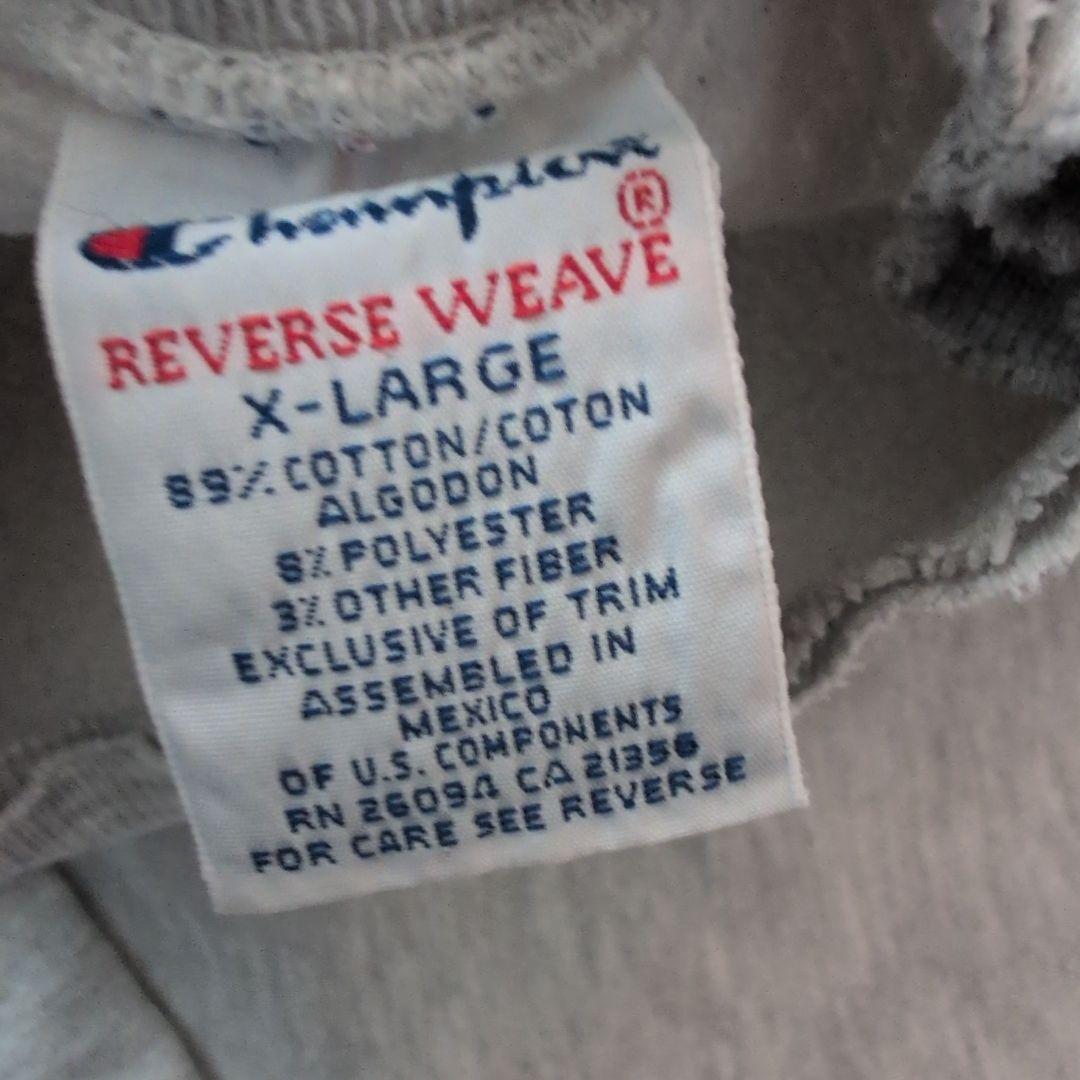 Champion
®
REVERSE WEAVE
X-LARGE
89% COTTON/COTON
ALGODON
8% POLYESTER
3% OTHER FIBER
EXCLUSIVE OF TRIM
ASSEMBLED IN
MEXICO
OF U.S. COMPONENTS
RN 26094 CA 21356
FOR CARE SEE REVERSE